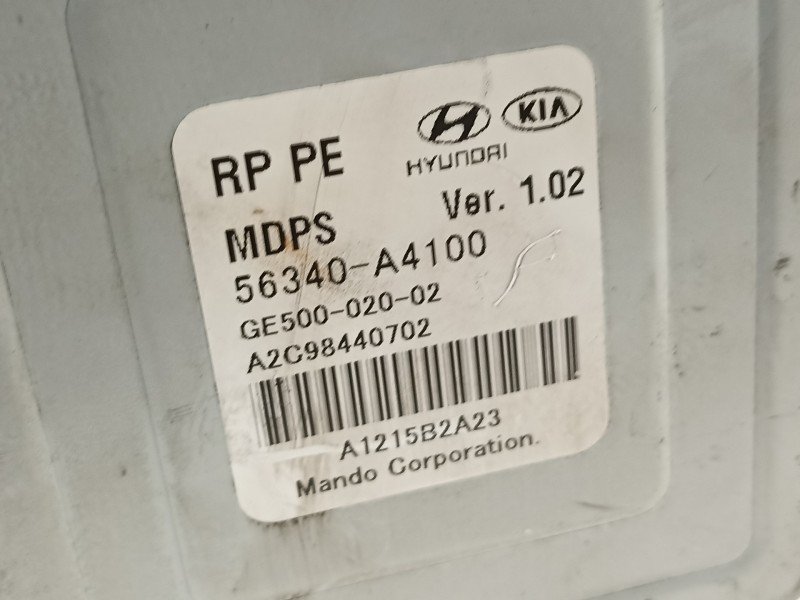 RP PE
HYUNDAI
KIA
MDPS
Ver. 1.02
56340-A4100
GE500-020-02
A2C98440702
A1215B2A23
Mando Corporation.